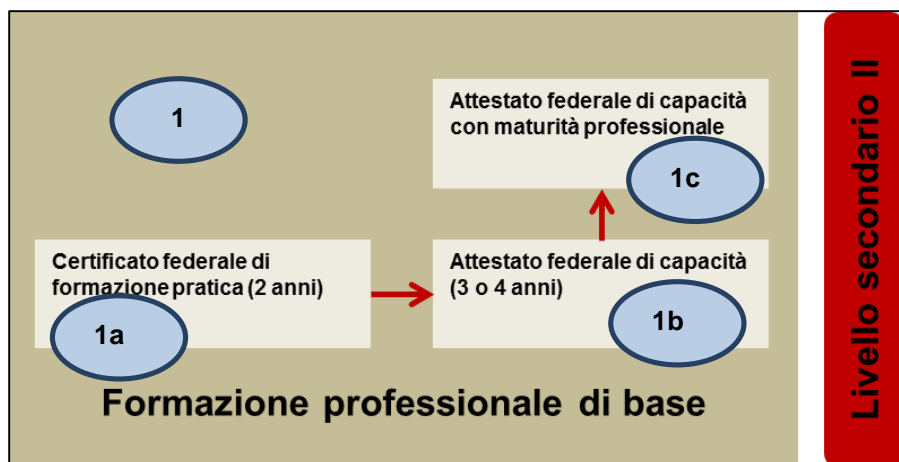 1
Attestato federale di capacità
con maturità professionale
1c
Certificato federale di
formazione pratica (2 anni)
1a
Attestato federale di capacità
(3 o 4 anni)
1b
Formazione professionale di base
Livello secondario II